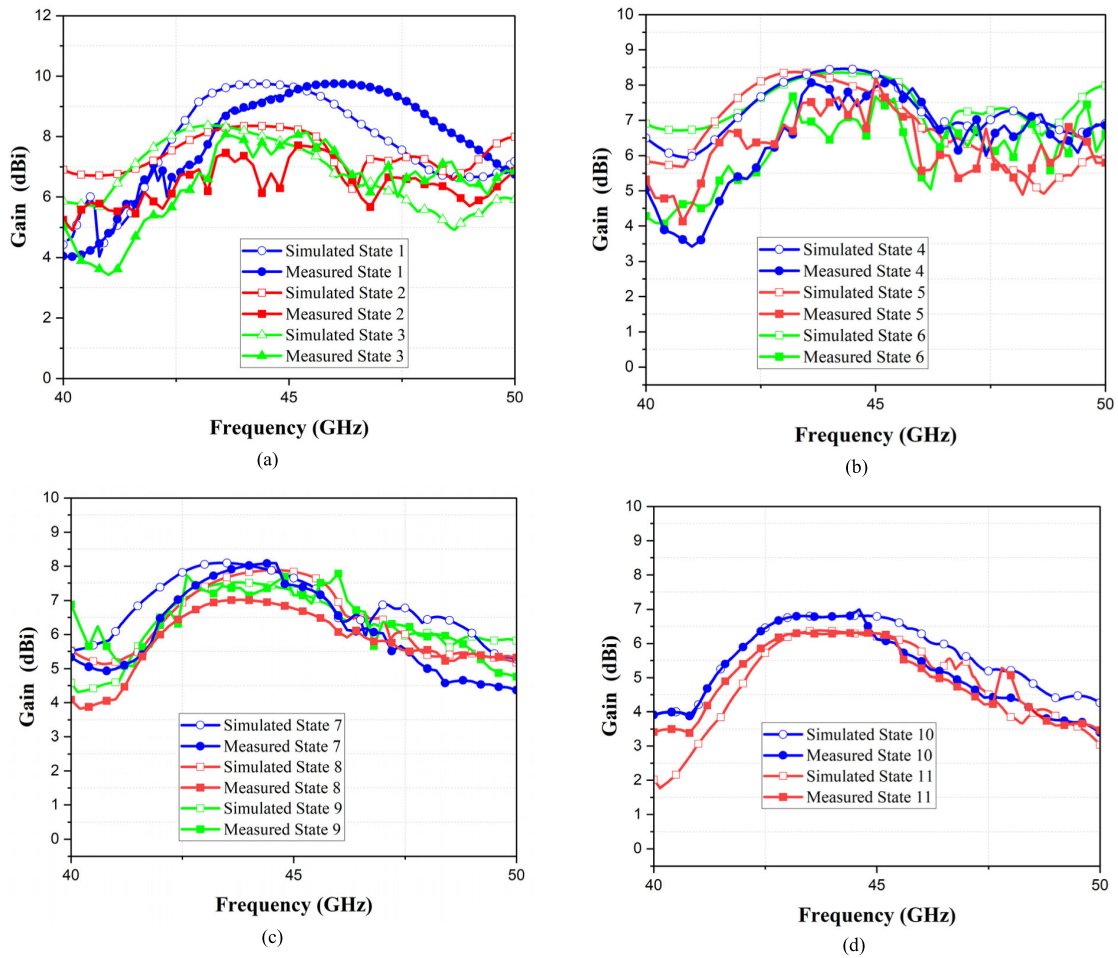 12
10
8
6
4
2
0
Gain (dBi)
Simulated State 1
Measured State 1
Simulated State 2
Measured State 2
Simulated State 3
Measured State 3
40
45
50
Frequency (GHz)
(a)
10
9
8
7
6
5
4
3
2
1
0
Gain (dBi)
Simulated State 4
Measured State 4
Simulated State 5
Measured State 5
Simulated State 6
Measured State 6
40
45
50
Frequency (GHz)
(b)
10
9
8
7
6
5
4
3
2
1
0
Gain (dBi)
Simulated State 7
Measured State 7
Simulated State 8
Measured State 8
Simulated State 9
Measured State 9
40
45
50
Frequency (GHz)
(c)
10
9
8
7
6
5
4
3
2
1
0
Gain (dBi)
Simulated State 10
Measured State 10
Simulated State 11
Measured State 11
40
45
50
Frequency (GHz)
(d)